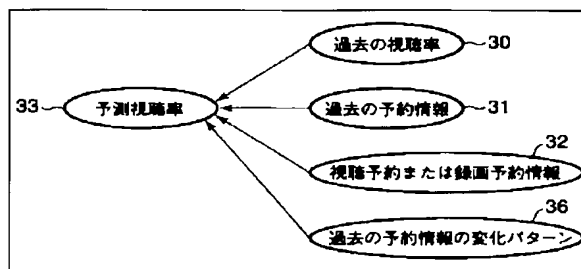 過去の視聴率 30
33 予測視聴率
過去の予約情報 31
32
視聴予約または録画予約情報
36
過去の予約情報の変化パターン